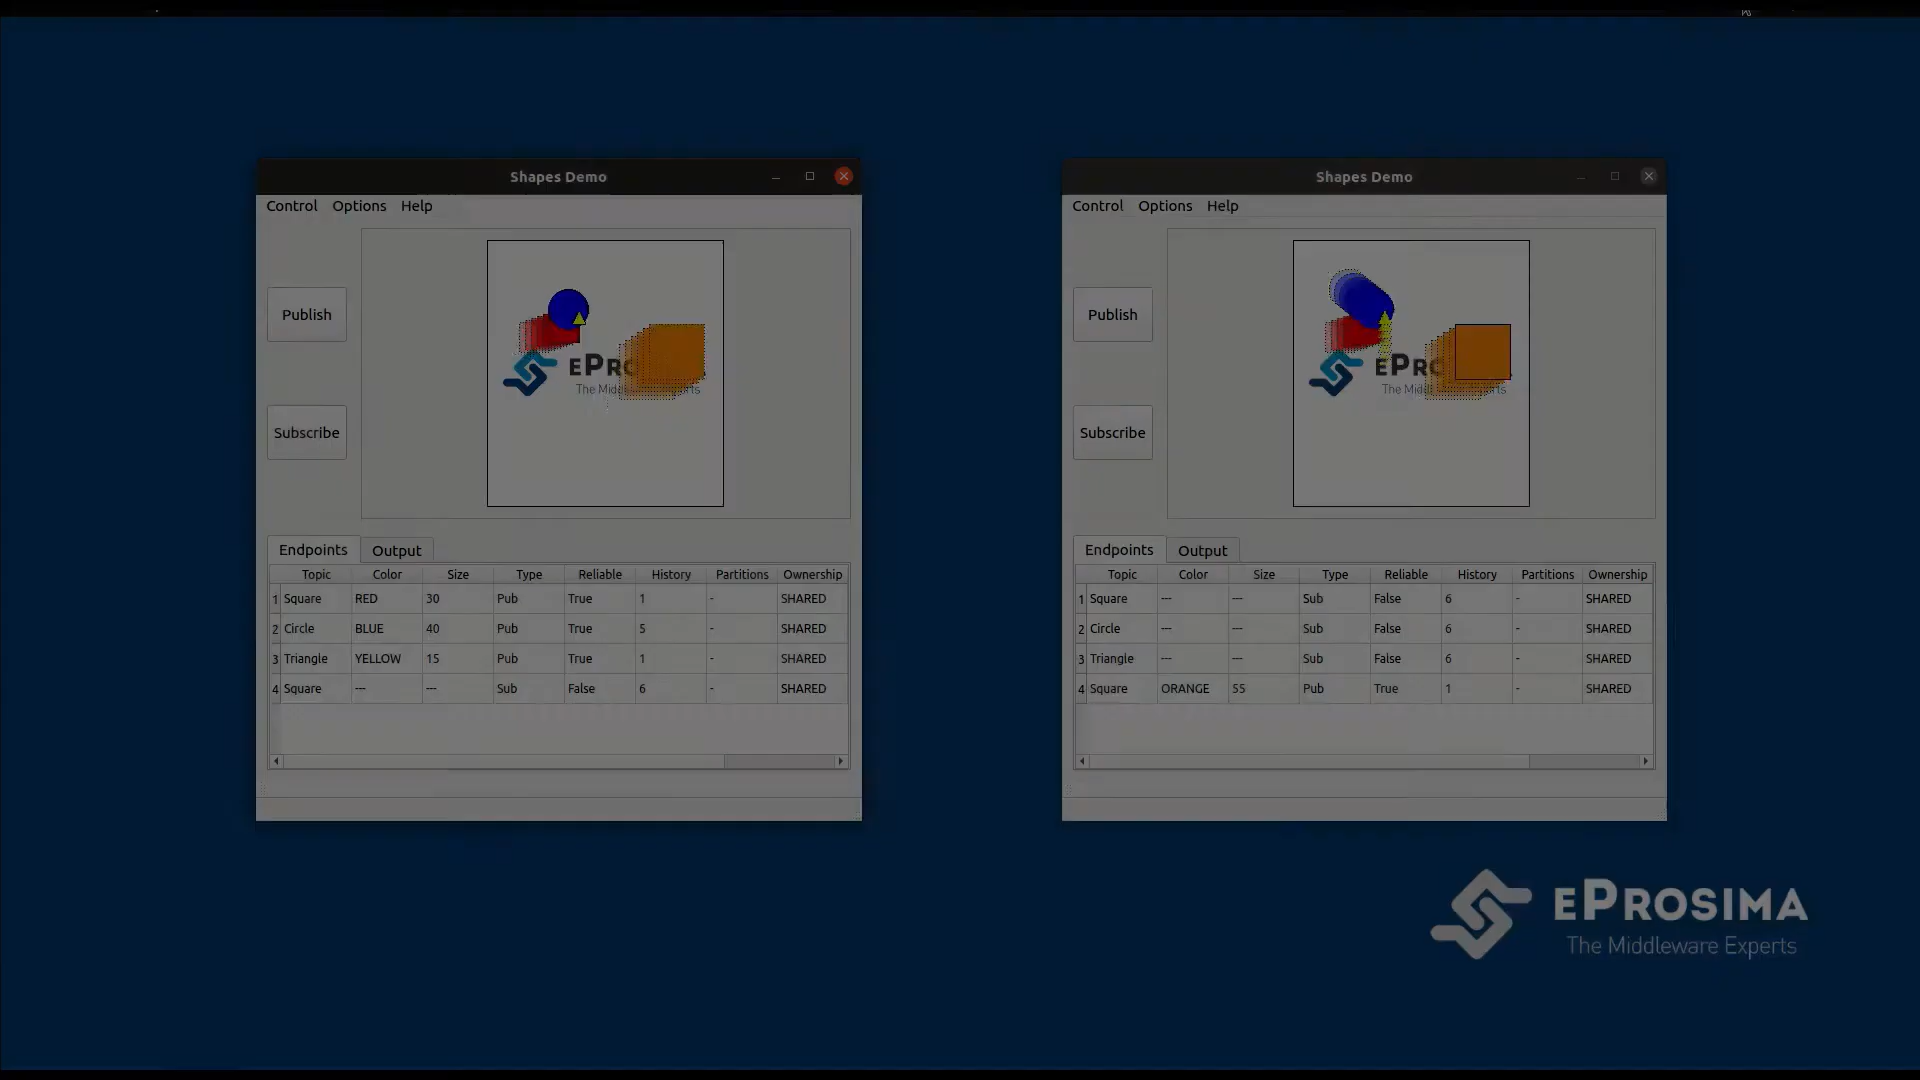 Shapes Demo
Control Options Help
Publish
Subscribe
EPRO
The Midd erts
Endpoints Output
Topic Color Size Type Reliable History Partitions Ownership
1 Square RED 30 Pub True 1 - SHARED
2 Circle BLUE 40 Pub True 5 - SHARED
3 Triangle YELLOW 15 Pub True 1 - SHARED
4 Square --- --- Sub False 6 - SHARED
Shapes Demo
Control Options Help
Publish
Subscribe
EPRO
The Midd rts
Endpoints Output
Topic Color Size Type Reliable History Partitions Ownership
1 Square --- --- Sub False 6 - SHARED
2 Circle --- --- Sub False 6 - SHARED
3 Triangle --- --- Sub False 6 - SHARED
4 Square ORANGE 55 Pub True 1 - SHARED
EPROSIMA
The Middleware Experts